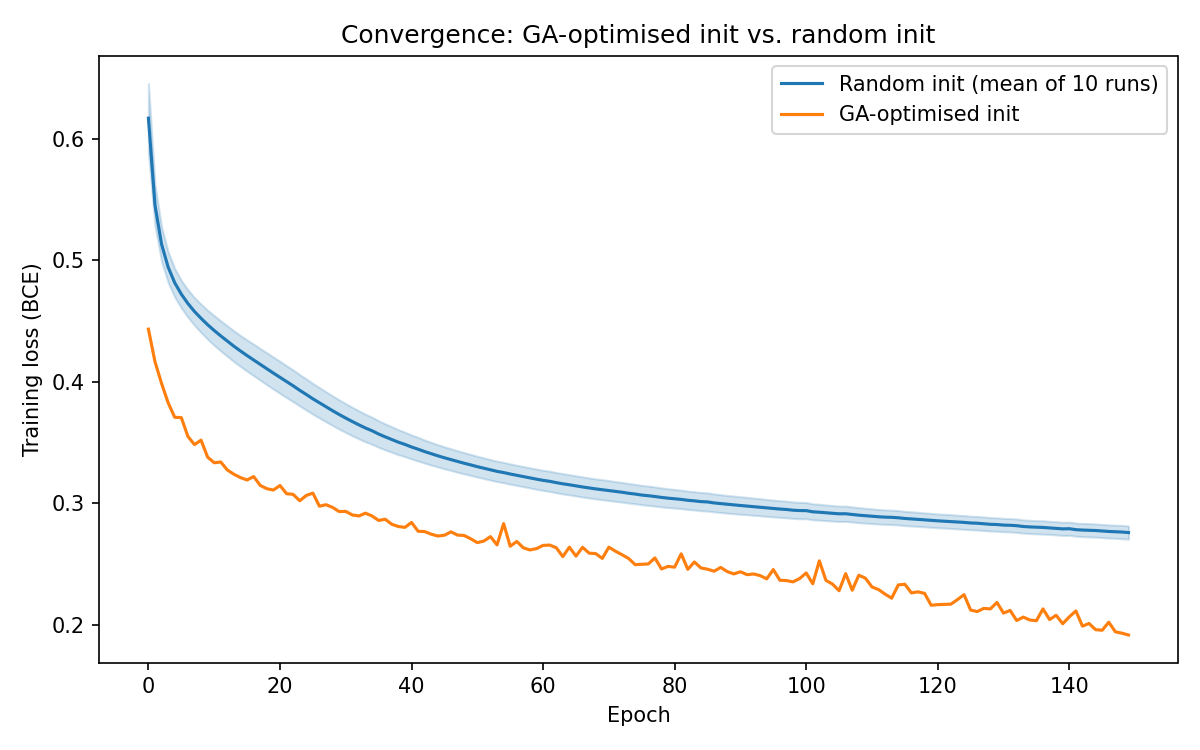 Convergence: GA-optimised init vs. random init
Random init (mean of 10 runs)
GA-optimised init
Training loss (BCE)
0.6
0.5
0.4
0.3
0.2
0 20 40 60 80 100 120 140
Epoch